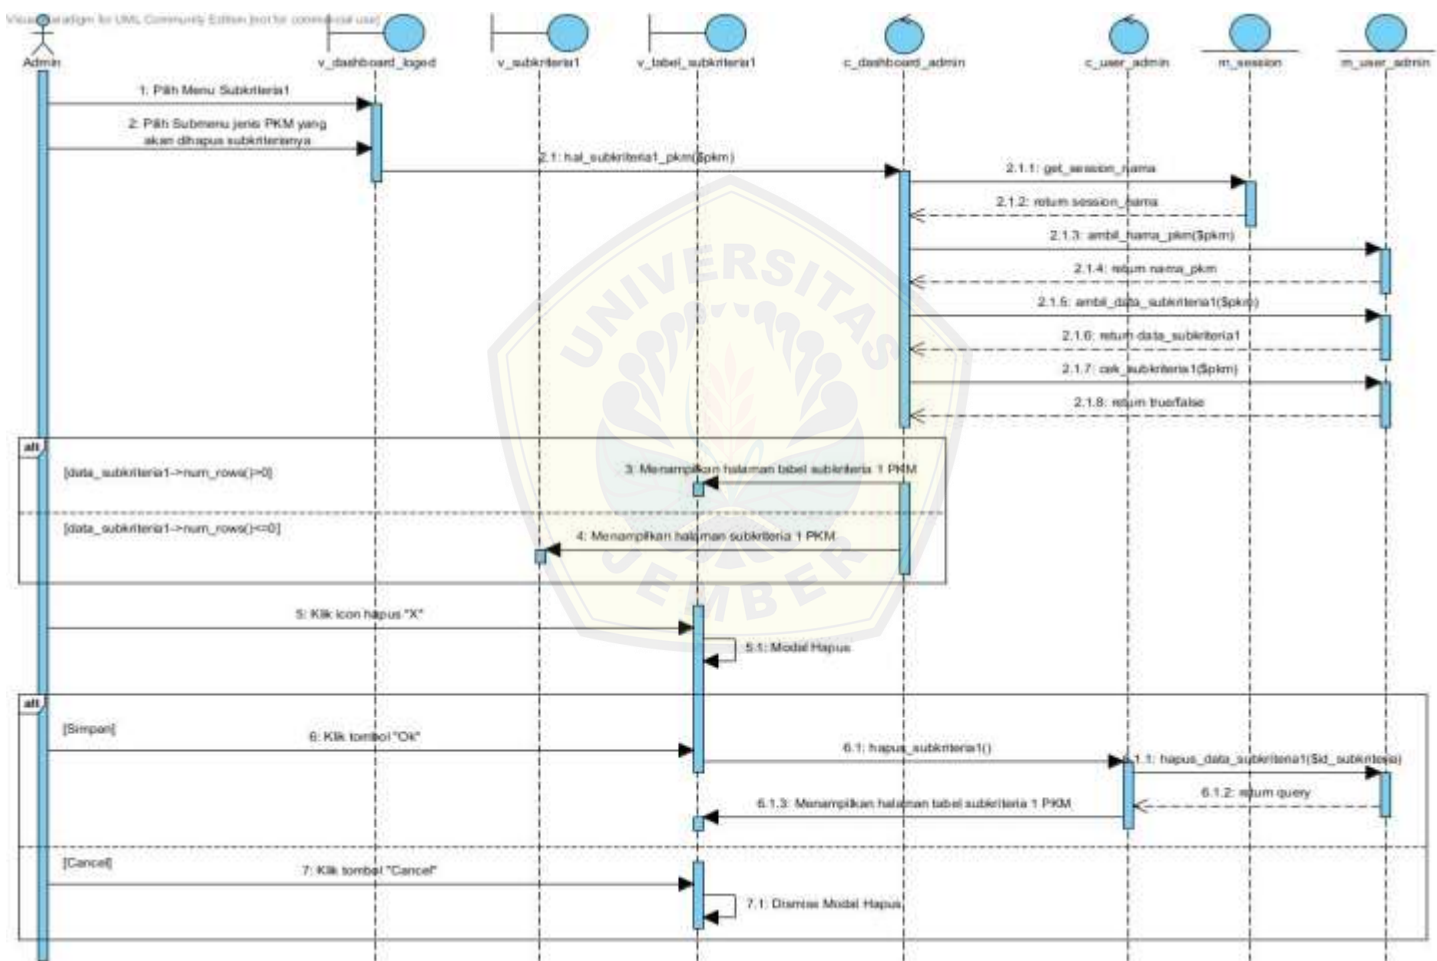 Visual Paradigm for UML Community Edition [not for commercial use]
Admin
v_dashboard_loged
v_subkriteria1
v_tabel_subkriteria1
c_dashboard_admin
c_user_admin
m_session
m_user_admin
1: Pilih Menu Subkriteria1
2: Pilih Submenu jenis PKM yang
akan dihapus subkriterianya
2.1: hal_subkriteria1_pkm($pkm)
2.1.1: get_session_nama
2.1.2: return session_nama
2.1.3: ambil_nama_pkm($pkm)
2.1.4: return nama_pkm
2.1.5: ambil_data_subkriteria1($pkm)
2.1.6: return data_subkriteria1
2.1.7: cek_subkriteria1($pkm)
2.1.8: return true/false
alt
[data_subkriteria1->num_rows()>0]
3: Menampilkan halaman tabel subkriteria 1 PKM
[data_subkriteria1->num_rows()<=0]
4: Menampilkan halaman subkriteria 1 PKM
5: Klik icon hapus "X"
5.1: Modal Hapus
alt
[Simpan]
6: Klik tombol "Ok"
6.1: hapus_subkriteria1()
6.1.1: hapus_data_subkriteria1($id_subkriteria)
6.1.2: return query
6.1.3: Menampilkan halaman tabel subkriteria 1 PKM
[Cancel]
7: Klik tombol "Cancel"
7.1: Dismiss Modal Hapus
UNIVERSITAS
JEMBER